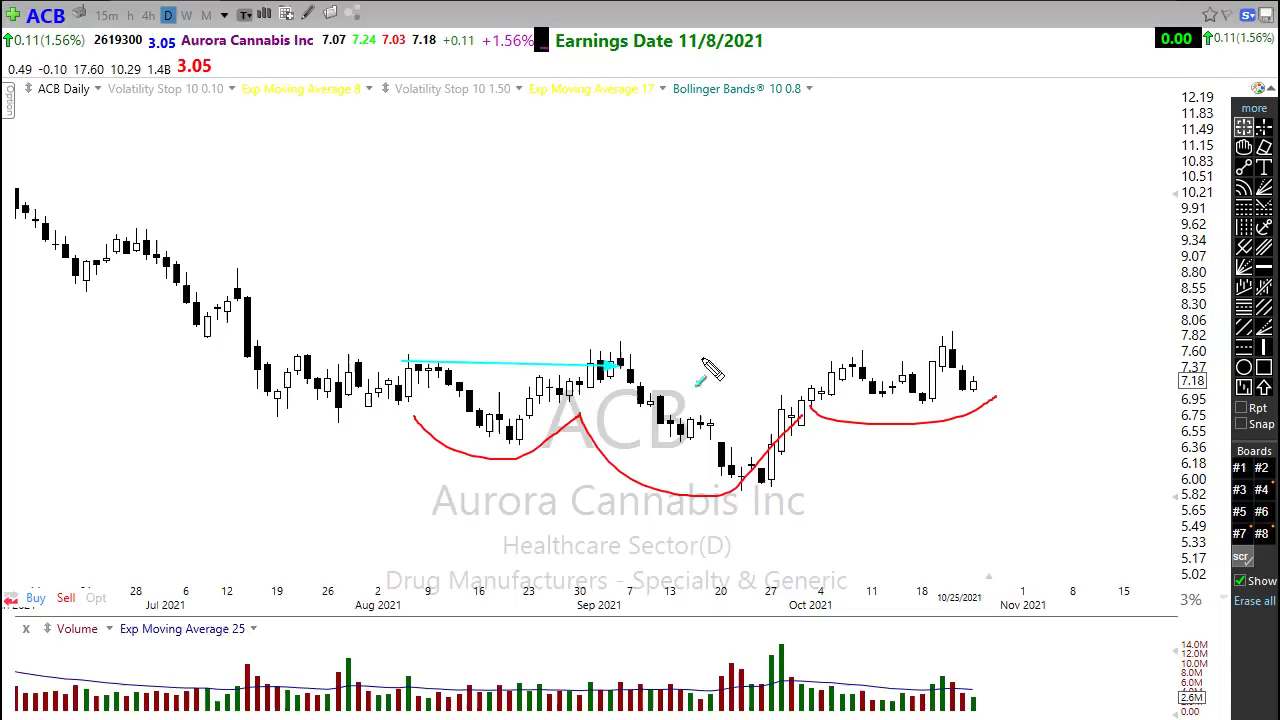 ACB 15m h 4h D W M T
0.11(1.56%) 2619300 3.05 Aurora Cannabis Inc 7.07 7.24 7.03 7.18 +0.11 +1.56% Earnings Date 11/8/2021 0.00 0.11(1.56%)
0.49 -0.10 17.60 10.29 1.4B 3.05
ACB Daily Volatility Stop 10 0.10 Exp Moving Average 8 Volatility Stop 10 1.50 Exp Moving Average 17 Bollinger Bands® 10 0.8
Option
12.19
11.83
11.49
11.15
10.83
10.51
10.21
9.91
9.62
9.34
9.07
8.80
8.55
8.30
8.06
7.82
7.60
7.37
7.18
6.95
6.75
6.55
6.36
6.18
6.00
5.82
5.65
5.49
5.33
5.17
5.02
more
Rpt
Cstm
Boards
#1 #2
#3 #4
#5 #6
#7 #8
scr
Show
Erase all
ACB
Aurora Cannabis Inc
Healthcare Sector(D)
Drug Manufacturers - Specialty & Generic
28 6 12 19 26 2 9 16 23 30 7 13 20 27 4 11 18 10/25/2021 1 8 15
Jul 2021 Aug 2021 Sep 2021 Oct 2021 Nov 2021
Buy Sell Opt
3%
X Volume Exp Moving Average 25
14.0M
12.0M
10.0M
8.0M
6.0M
2.6M
0.00